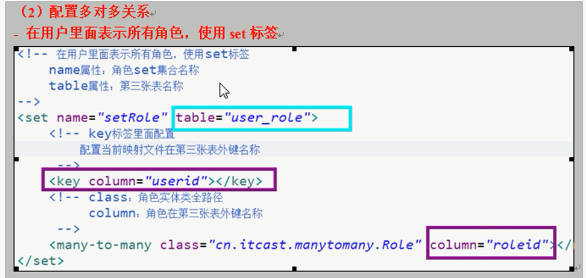 （2）配置多对多关系
- 在用户里面表示所有角色，使用 set 标签
<!-- 在用户里面表示所有角色，使用set标签
name属性：角色set集合名称
table属性：第三张表名称
-->
<set name="setRole" table="user_role">
<!-- key标签里面配置
配置当前映射文件在第三张表外键名称
-->
<key column="userid"></key>
<!-- class：角色实体类全路径
column：角色在第三张表外键名称
-->
<many-to-many class="cn.itcast.manytomany.Role" column="roleid"></
</set>